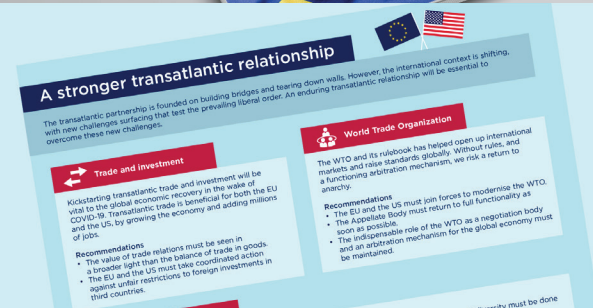 A stronger transatlantic relationship
The transatlantic partnership is founded on building bridges and tearing down walls. However, the international context is shifting,
with new challenges surfacing that test the prevailing liberal order. An enduring transatlantic relationship will be essential to
overcome these new challenges.
Trade and investment
Kickstarting transatlantic trade and investment will be
vital to the global economic recovery in the wake of
COVID-19. Transatlantic trade is beneficial for both the EU
and the US, by growing the economy and adding millions
of jobs.
Recommendations
• The value of trade relations must be seen in
a broader light than the balance of trade in goods.
• The EU and the US must take coordinated action
against unfair restrictions to foreign investments in
third countries.
World Trade Organization
The WTO and its rulebook has helped open up international
markets and raise standards globally. Without rules, and
a functioning arbitration mechanism, we risk a return to
anarchy.
Recommendations
• The EU and the US must join forces to modernise the WTO.
• The Appellate Body must return to full functionality as
soon as possible.
• The indispensable role of the WTO as a negotiation body
and an arbitration mechanism for the global economy must
be maintained.
must be done